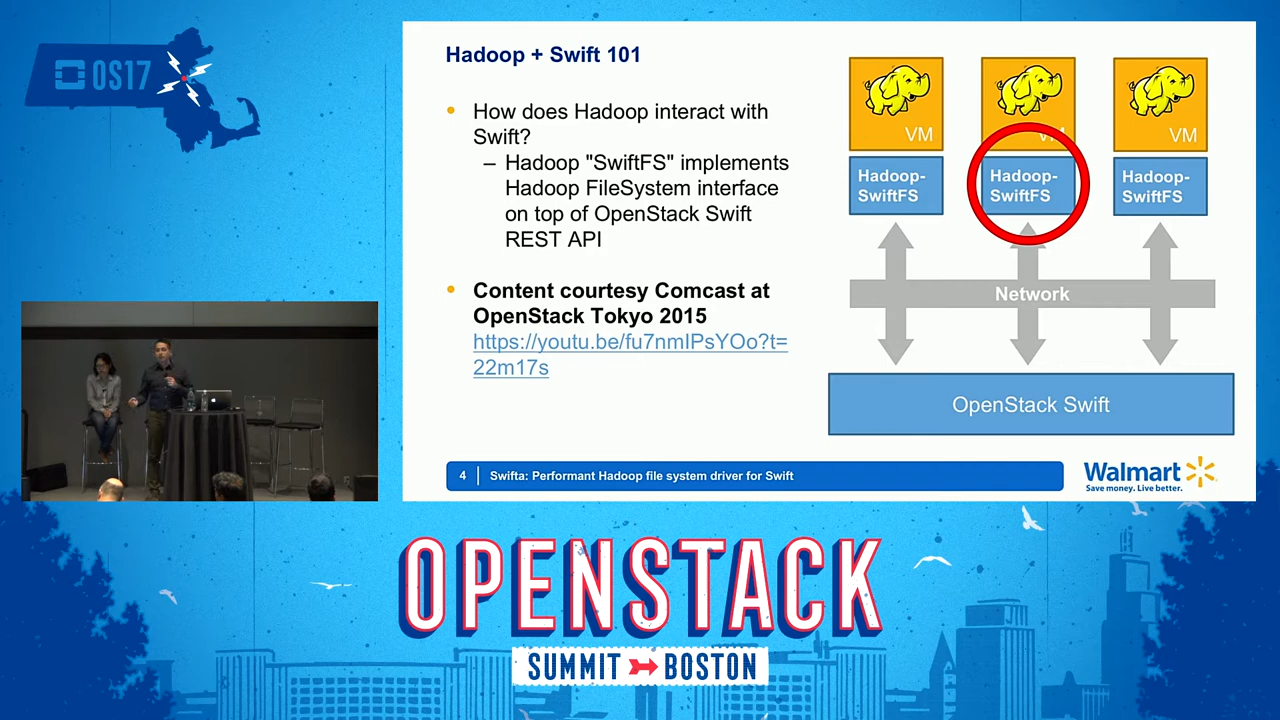 OS17
Hadoop + Swift 101
• How does Hadoop interact with
Swift?
– Hadoop "SwiftFS" implements
Hadoop FileSystem interface
on top of OpenStack Swift
REST API
• Content courtesy Comcast at
OpenStack Tokyo 2015
https://youtu.be/fu7nmIPsYOo?t=
22m17s
VM
VM
VM
Hadoop-
SwiftFS
Hadoop-
SwiftFS
Hadoop-
SwiftFS
Network
OpenStack Swift
4 Swifta: Performant Hadoop file system driver for Swift
Walmart
Save money. Live better.
OPENSTACK
SUMMIT BOSTON